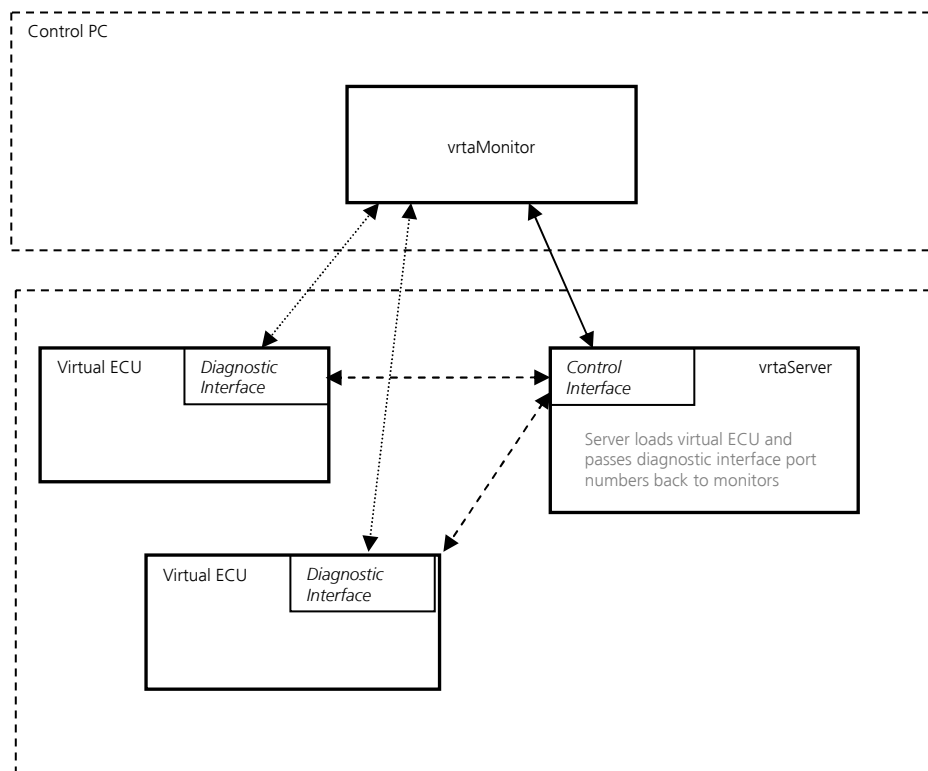 Control PC
vrtaMonitor
Virtual ECU
Diagnostic
Interface
Control
Interface
vrtaServer
Server loads virtual ECU and
passes diagnostic interface port
numbers back to monitors
Virtual ECU
Diagnostic
Interface